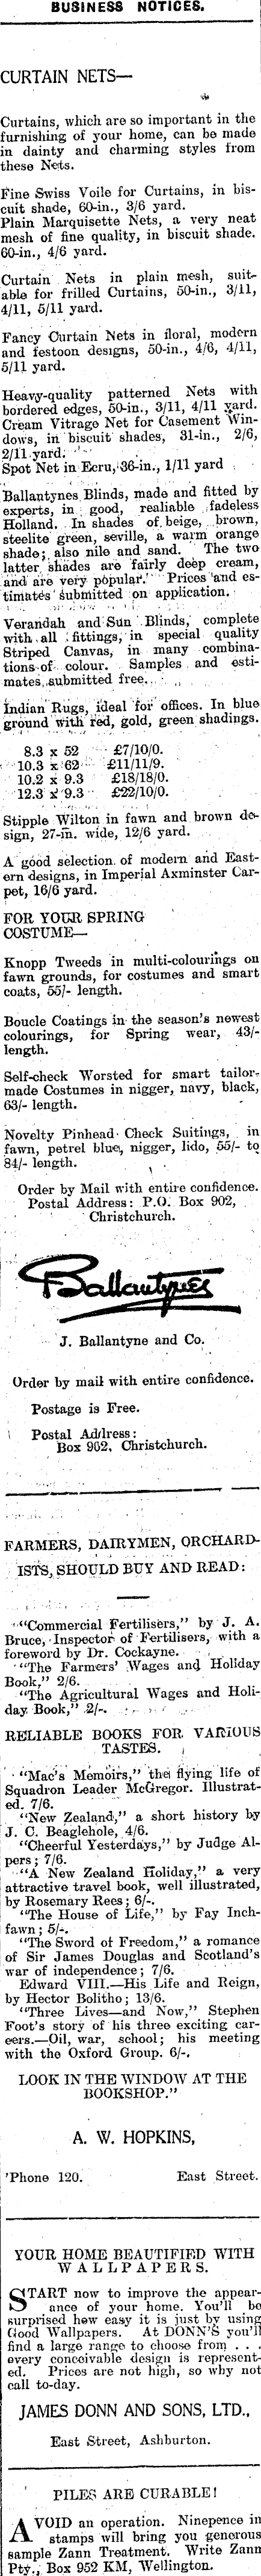 BUSINESS NOTICES.
CURTAIN NETS—
Curtains, which are so important in the
furnishing of your home, can be made
in dainty and charming styles from
these Nets.
Fine Swiss Voile for Curtains, in bis-
cuit shade, 60-in., 3/6 yard.
Plain Marquisette Nets, a very neat
mesh of fine quality, in biscuit shade.
60-in., 4/6 yard.
Curtain Nets in plain mesh, suit-
able for frilled Curtains, 50-in., 3/11,
4/11, 5/11 yard.
Fancy Curtain Nets in floral, modern
and festoon designs, 50-in., 4/6, 4/11,
5/11 yard.
Heavy-quality patterned Nets with
bordered edges, 50-in., 3/11, 4/11 yard.
Cream Vitrage Net for Casement Win-
dows, in biscuit shades, 31-in., 2/6,
2/11 yard.
Spot Net in Ecru, 36-in., 1/11 yard
Ballantynes Blinds, made and fitted by
experts, in good, realiable fadeless
Holland. In shades of beige, brown,
steelite green, seville, a warm orange
shade; also nile and sand. The two
latter shades are fairly deep cream,
and are very popular. Prices and es-
timates submitted on application.
Verandah and Sun Blinds, complete
with all fittings, in special quality
Striped Canvas, in many combina-
tions of colour. Samples and esti-
mates submitted free.
Indian Rugs, ideal for offices. In blue
ground with red, gold, green shadings.
8.3 x 52 £7/10/0.
10.3 x 62 £11/11/9.
10.2 x 9.3 £18/18/0.
12.3 x 9.3 £22/10/0.
Stipple Wilton in fawn and brown de-
sign, 27-in. wide, 12/6 yard.
A good selection of modern and East-
ern designs, in Imperial Axminster Car-
pet, 16/6 yard.
FOR YOUR SPRING
COSTUME—
Knopp Tweeds in multi-colourings on
fawn grounds, for costumes and smart
coats, 55/- length.
Boucle Coatings in the season's newest
colourings, for Spring wear, 43/-
length.
Self-check Worsted for smart tailor-
made Costumes in nigger, navy, black,
63/- length.
Novelty Pinhead Check Suitings, in
fawn, petrel blue, nigger, lido, 55/- to
84/- length.
Order by Mail with entire confidence.
Postal Address: P.O. Box 902,
Christchurch.
Ballantynes
J. Ballantyne and Co.
Order by mail with entire confidence.
Postage is Free.
Postal Address:
Box 902, Christchurch.
FARMERS, DAIRYMEN, ORCHARD-
ISTS, SHOULD BUY AND READ:
"Commercial Fertilisers," by J. A.
Bruce, Inspector of Fertilisers, with a
foreword by Dr. Cockayne.
"The Farmers' Wages and Holiday
Book," 2/6.
"The Agricultural Wages and Holi-
day Book," 2/-.
RELIABLE BOOKS FOR VARIOUS
TASTES.
"Mac's Memoirs," the flying life of
Squadron Leader McGregor. Illustrat-
ed. 7/6.
"New Zealand," a short history by
J. C. Beaglehole, 4/6.
"Cheerful Yesterdays," by Judge Al-
pers; 7/6.
"A New Zealand Holiday," a very
attractive travel book, well illustrated,
by Rosemary Rees; 6/-.
"The House of Life," by Fay Inch-
fawn; 5/-.
"The Sword of Freedom," a romance
of Sir James Douglas and Scotland's
war of independence; 7/6.
Edward VIII.—His Life and Reign,
by Hector Bolitho; 13/6.
"Three Lives—and Now," Stephen
Foot's story of his three exciting car-
eers.—Oil, war, school; his meeting
with the Oxford Group. 6/-.
LOOK IN THE WINDOW AT THE
BOOKSHOP."
A. W. HOPKINS,
'Phone 120. East Street.
YOUR HOME BEAUTIFIED WITH
WALLPAPERS.
START now to improve the appear-
ance of your home. You'll be
surprised how easy it is just by using
Good Wallpapers. At DONN'S you'll
find a large range to choose from . . .
every conceivable design is represent-
ed. Prices are not high, so why not
call to-day.
JAMES DONN AND SONS, LTD.,
East Street, Ashburton.
PILES ARE CURABLE!
AVOID an operation. Ninepence in
stamps will bring you generous
sample Zann Treatment. Write Zann
Pty., Box 952 KM, Wellington.